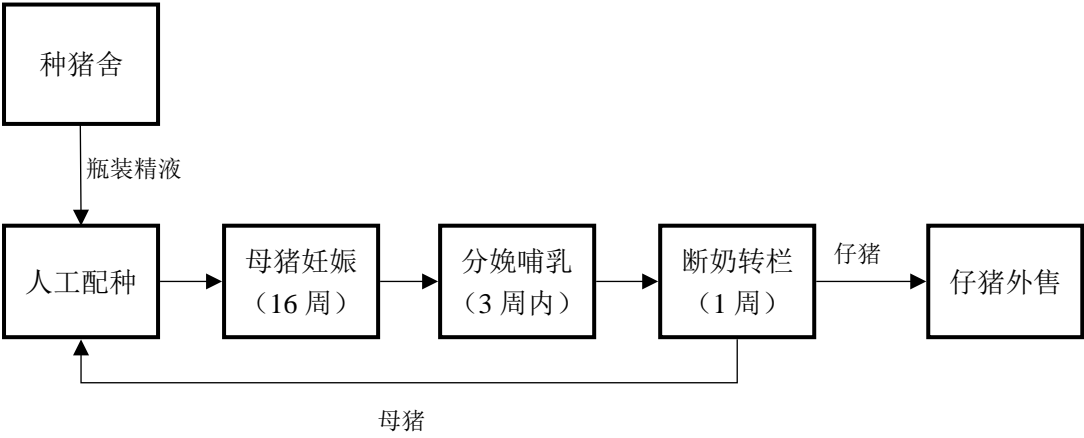 种猪舍
瓶装精液
人工配种
母猪妊娠
（16 周）
分娩哺乳
（3 周内）
断奶转栏
（1 周）
仔猪
仔猪外售
母猪